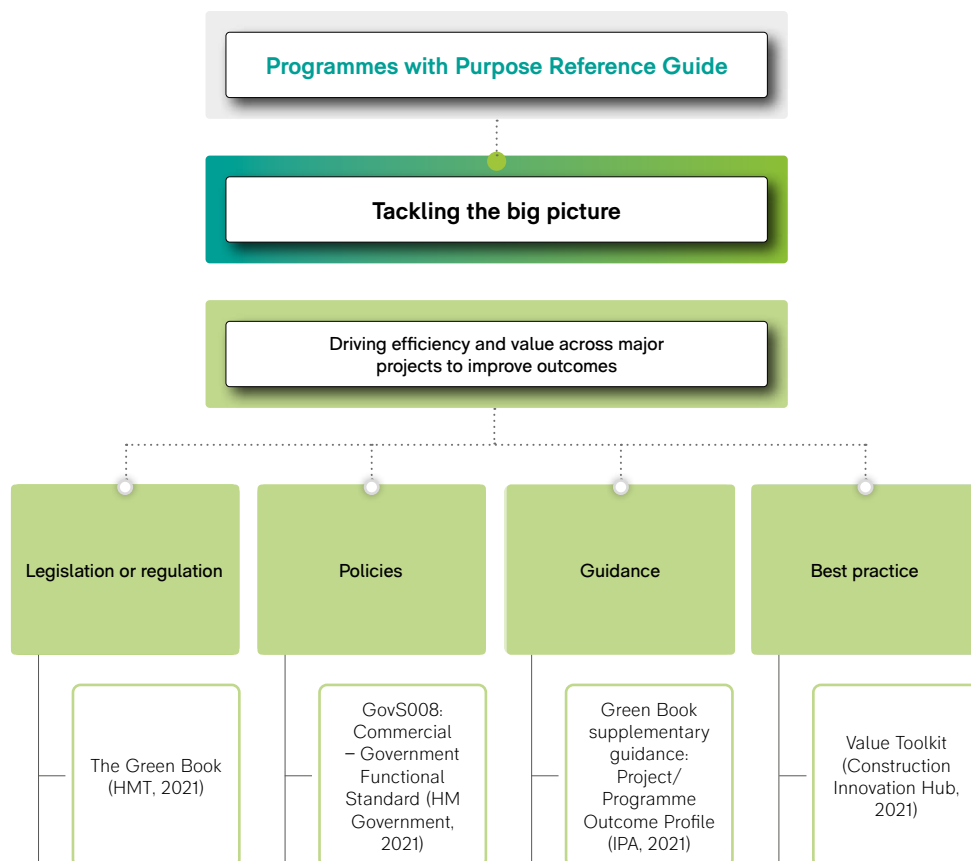 Programmes with Purpose Reference Guide
Tackling the big picture
Driving efficiency and value across major
projects to improve outcomes
Legislation or regulation
Policies
Guidance
Best practice
The Green Book
(HMT, 2021)
GovS008:
Commercial
– Government
Functional
Standard (HM
Government,
2021)
Green Book
supplementary
guidance:
Project/
Programme
Outcome Profile
(IPA, 2021)
Value Toolkit
(Construction
Innovation Hub,
2021)